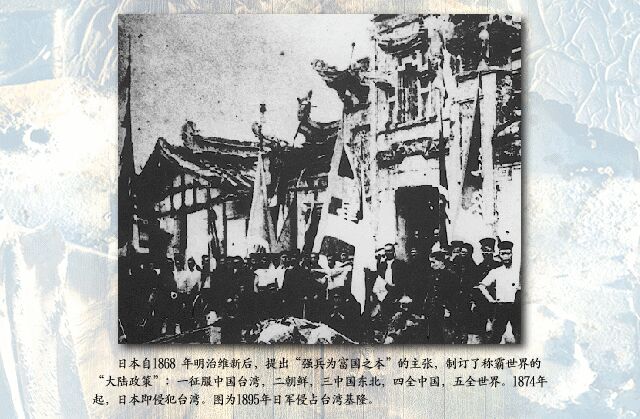 日本自1868 年明治维新后，提出“强兵为富国之本”的主张，制订了称霸世界的
“大陆政策”：一征服中国台湾，二朝鲜，三中国东北，四全中国，五全世界。1874年
起，日本即侵犯台湾。图为1895年日军侵占台湾基隆。